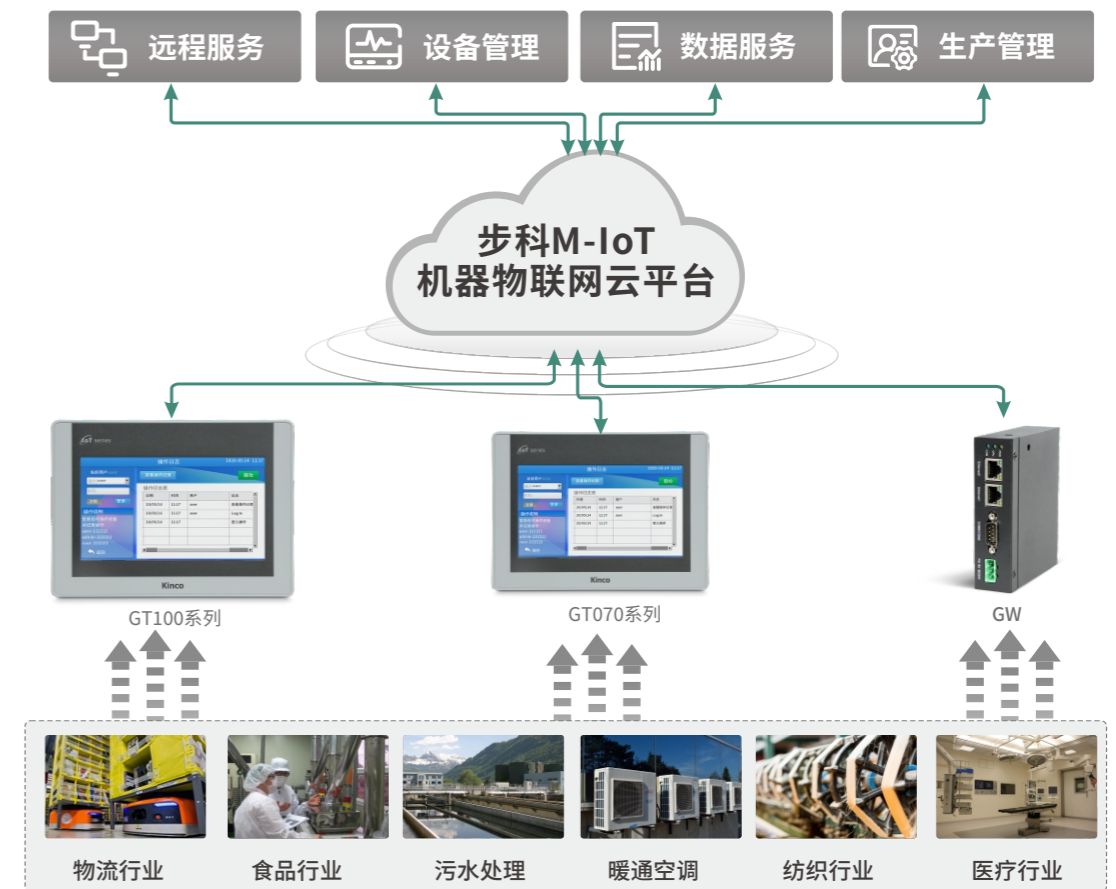 远程服务
设备管理
数据服务
生产管理
步科M-IoT
机器物联网云平台
Kinco
GT100系列
Kinco
GT070系列
GW
物流行业
食品行业
污水处理
暖通空调
纺织行业
医疗行业